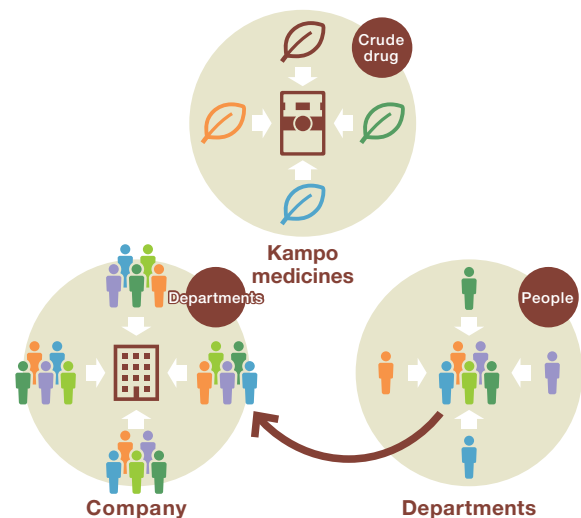 Crude
drug
Kampo
medicines
Departments
People
Company
Departments